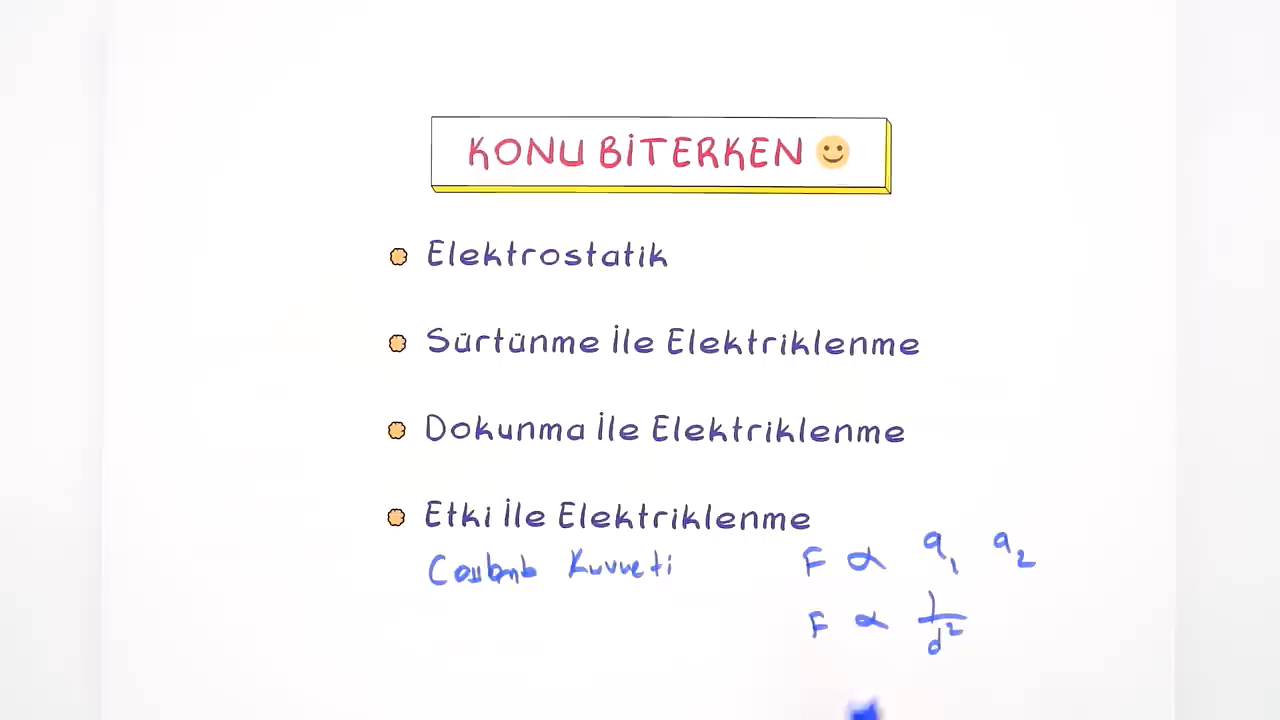 KONU BİTERKEN
Elektrostatik
Sürtünme İle Elektriklenme
Dokunma İle Elektriklenme
Etki İle Elektriklenme
Coulomb Kuvveti F ∝ q₁ q₂
F ∝ 1/d²